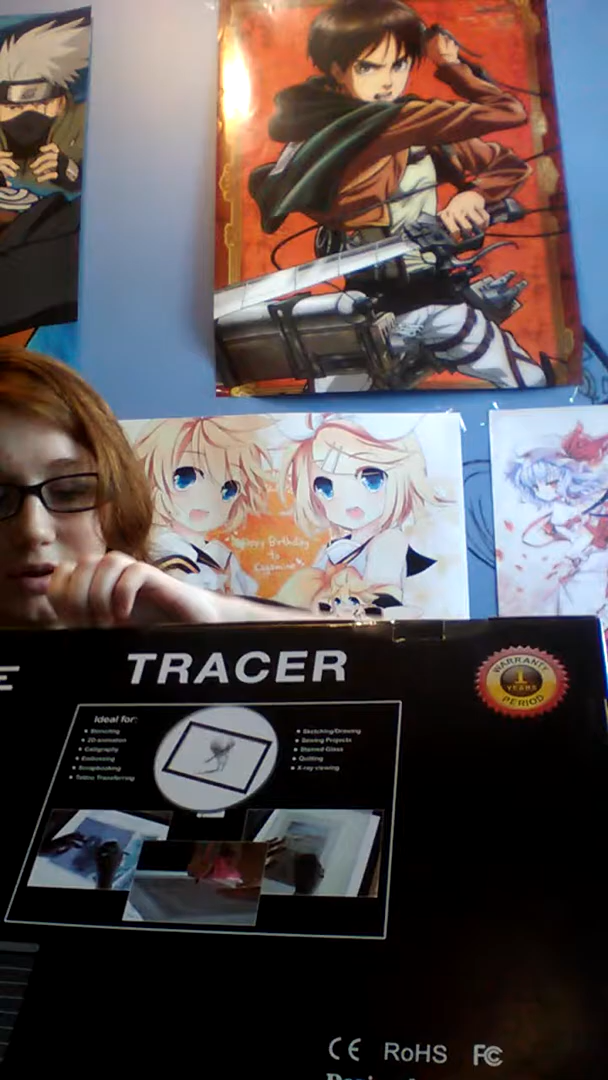 Happy Birthday
to
Kagamine
E
TRACER
WARRANTY
1
YEARS
PERIOD
Ideal for:
Stenciling
2D animation
Calligraphy
Embossing
Scrapbooking
Tattoo Transferring
Sketching/Drawing
Sewing Projects
Stained Glass
Quilting
X-ray viewing
CE RoHS FC